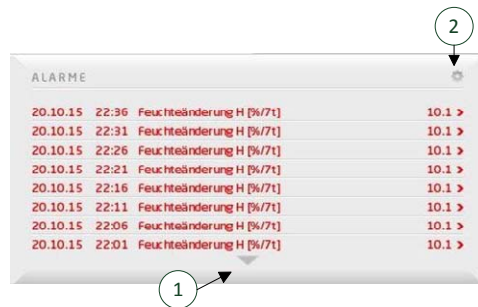 2
ALARME
20.10.15 22:36 Feuchteänderung H [%/7t] 10.1 >
20.10.15 22:31 Feuchteänderung H [%/7t] 10.1 >
20.10.15 22:26 Feuchteänderung H [%/7t] 10.1 >
20.10.15 22:21 Feuchteänderung H [%/7t] 10.1 >
20.10.15 22:16 Feuchteänderung H [%/7t] 10.1 >
20.10.15 22:11 Feuchteänderung H [%/7t] 10.1 >
20.10.15 22:06 Feuchteänderung H [%/7t] 10.1 >
20.10.15 22:01 Feuchteänderung H [%/7t] 10.1 >
1